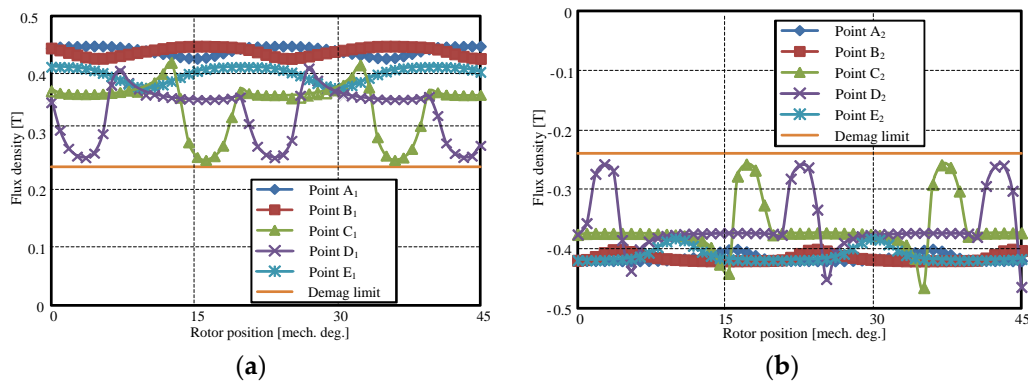 0.5
0.4
0.3
0.2
0.1
0
Flux density [T]
Point A1
Point B1
Point C1
Point D1
Point E1
Demag limit
0 15 30 45
Rotor position [mech. deg.]
(a)
-0
-0.1
-0.2
-0.3
-0.4
-0.5
Flux density [T]
Point A2
Point B2
Point C2
Point D2
Point E2
Demag limit
0 15 30 45
Rotor position [mech. deg.]
(b)